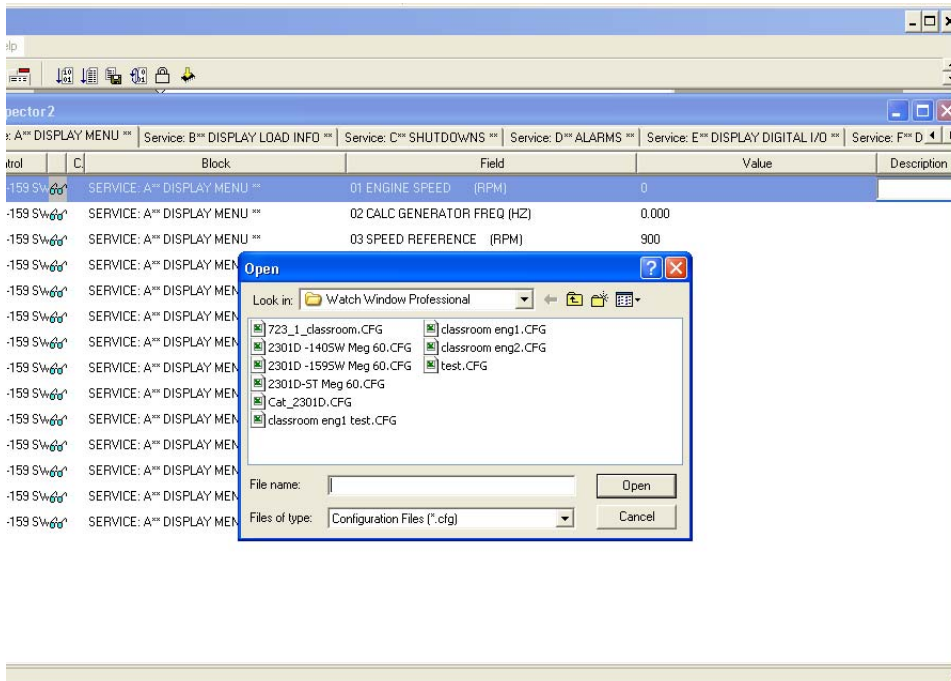 elp
pector2
e: A** DISPLAY MENU ** Service: B** DISPLAY LOAD INFO ** Service: C** SHUTDOWNS ** Service: D** ALARMS ** Service: E** DISPLAY DIGITAL I/O ** Service: F** D
ntrol C. Block Field Value Description
-159 SW SERVICE: A** DISPLAY MENU ** 01 ENGINE SPEED (RPM) 0
-159 SW SERVICE: A** DISPLAY MENU ** 02 CALC GENERATOR FREQ (HZ) 0.000
-159 SW SERVICE: A** DISPLAY MENU ** 03 SPEED REFERENCE (RPM) 900
-159 SW SERVICE: A** DISPLAY MEN
-159 SW SERVICE: A** DISPLAY MEN
-159 SW SERVICE: A** DISPLAY MEN
-159 SW SERVICE: A** DISPLAY MEN
-159 SW SERVICE: A** DISPLAY MEN
-159 SW SERVICE: A** DISPLAY MEN
-159 SW SERVICE: A** DISPLAY MEN
-159 SW SERVICE: A** DISPLAY MEN
-159 SW SERVICE: A** DISPLAY MEN
-159 SW SERVICE: A** DISPLAY MEN
-159 SW SERVICE: A** DISPLAY MEN
Open
Look in: Watch Window Professional
723_1_classroom.CFG classroom eng1.CFG
2301D -140SW Meg 60.CFG classroom eng2.CFG
2301D -159SW Meg 60.CFG test.CFG
2301D-ST Meg 60.CFG
Cat_2301D.CFG
classroom eng1 test.CFG
File name: Open
Files of type: Configuration Files (*.cfg) Cancel